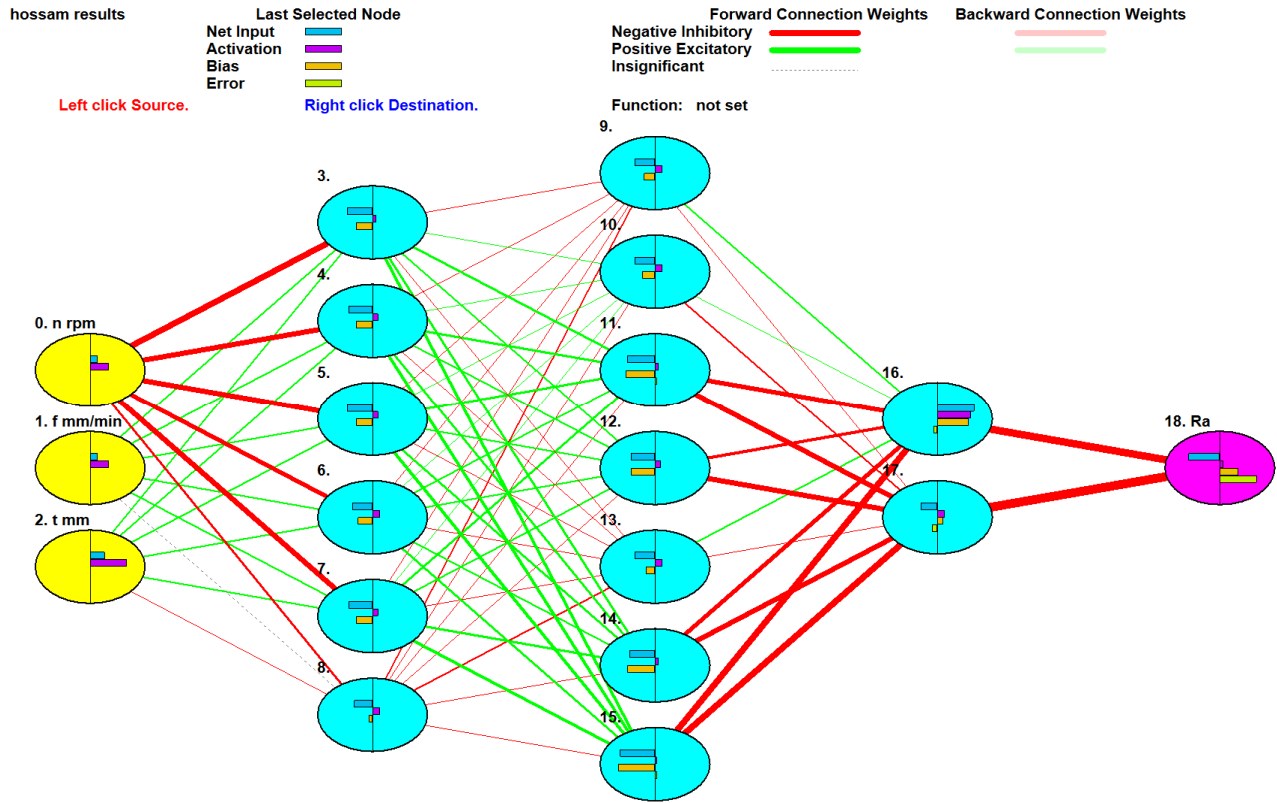 hossam results Last Selected Node Forward Connection Weights Backward Connection Weights
Net Input Negative Inhibitory
Activation Positive Excitatory
Bias Insignificant
Error
Left click Source. Right click Destination. Function: not set
9.
3.
10.
4.
0. n rpm
11.
5.
16.
1. f mm/min
12.
18. Ra
6.
17.
2. t mm
13.
7.
14.
8.
15.